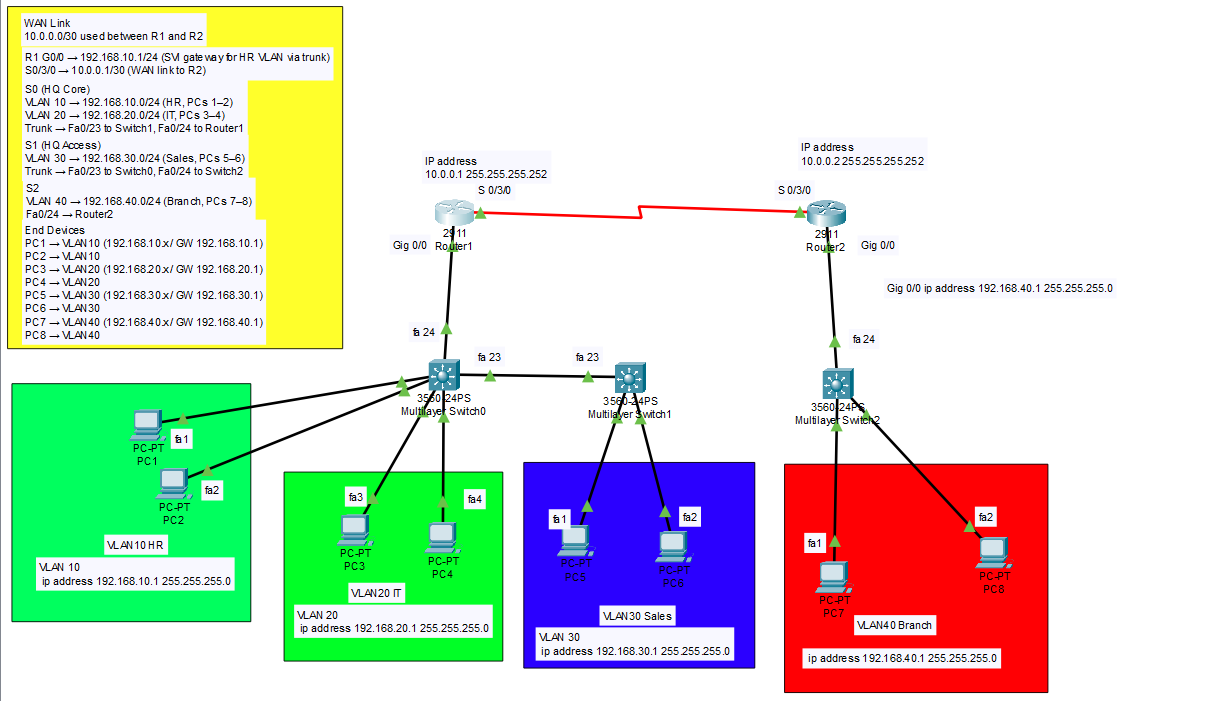 WAN Link
10.0.0.0/30 used between R1 and R2
R1 G0/0 → 192.168.10.1/24 (SVI gateway for HR VLAN via trunk)
S0/3/0 → 10.0.0.1/30 (WAN link to R2)
S0 (HQ Core)
VLAN 10 → 192.168.10.0/24 (HR, PCs 1–2)
VLAN 20 → 192.168.20.0/24 (IT, PCs 3–4)
Trunk → Fa0/23 to Switch1, Fa0/24 to Router1
S1 (HQ Access)
VLAN 30 → 192.168.30.0/24 (Sales, PCs 5–6)
Trunk → Fa0/23 to Switch0, Fa0/24 to Switch2
S2
VLAN 40 → 192.168.40.0/24 (Branch, PCs 7–8)
Fa0/24 → Router2
End Devices
PC1 → VLAN10 (192.168.10.x / GW 192.168.10.1)
PC2 → VLAN10
PC3 → VLAN20 (192.168.20.x / GW 192.168.20.1)
PC4 → VLAN20
PC5 → VLAN30 (192.168.30.x / GW 192.168.30.1)
PC6 → VLAN30
PC7 → VLAN40 (192.168.40.x / GW 192.168.40.1)
PC8 → VLAN40
IP address
10.0.0.1 255.255.255.252
S 0/3/0
2911
Router1
Gig 0/0
IP address
10.0.0.2 255.255.255.252
S 0/3/0
2911
Router2
Gig 0/0
Gig 0/0 ip address 192.168.40.1 255.255.255.0
fa 24
fa 23
fa 23
fa 24
3560-24PS
Multilayer Switch0
3560-24PS
Multilayer Switch1
3560-24PS
Multilayer Switch2
fa1
PC-PT
PC1
fa2
PC-PT
PC2
VLAN10 HR
VLAN 10
ip address 192.168.10.1 255.255.255.0
fa3
fa4
PC-PT
PC3
PC-PT
PC4
VLAN20 IT
VLAN 20
ip address 192.168.20.1 255.255.255.0
fa1
fa2
PC-PT
PC5
PC-PT
PC6
VLAN30 Sales
VLAN 30
ip address 192.168.30.1 255.255.255.0
fa1
fa2
PC-PT
PC7
PC-PT
PC8
VLAN40 Branch
ip address 192.168.40.1 255.255.255.0